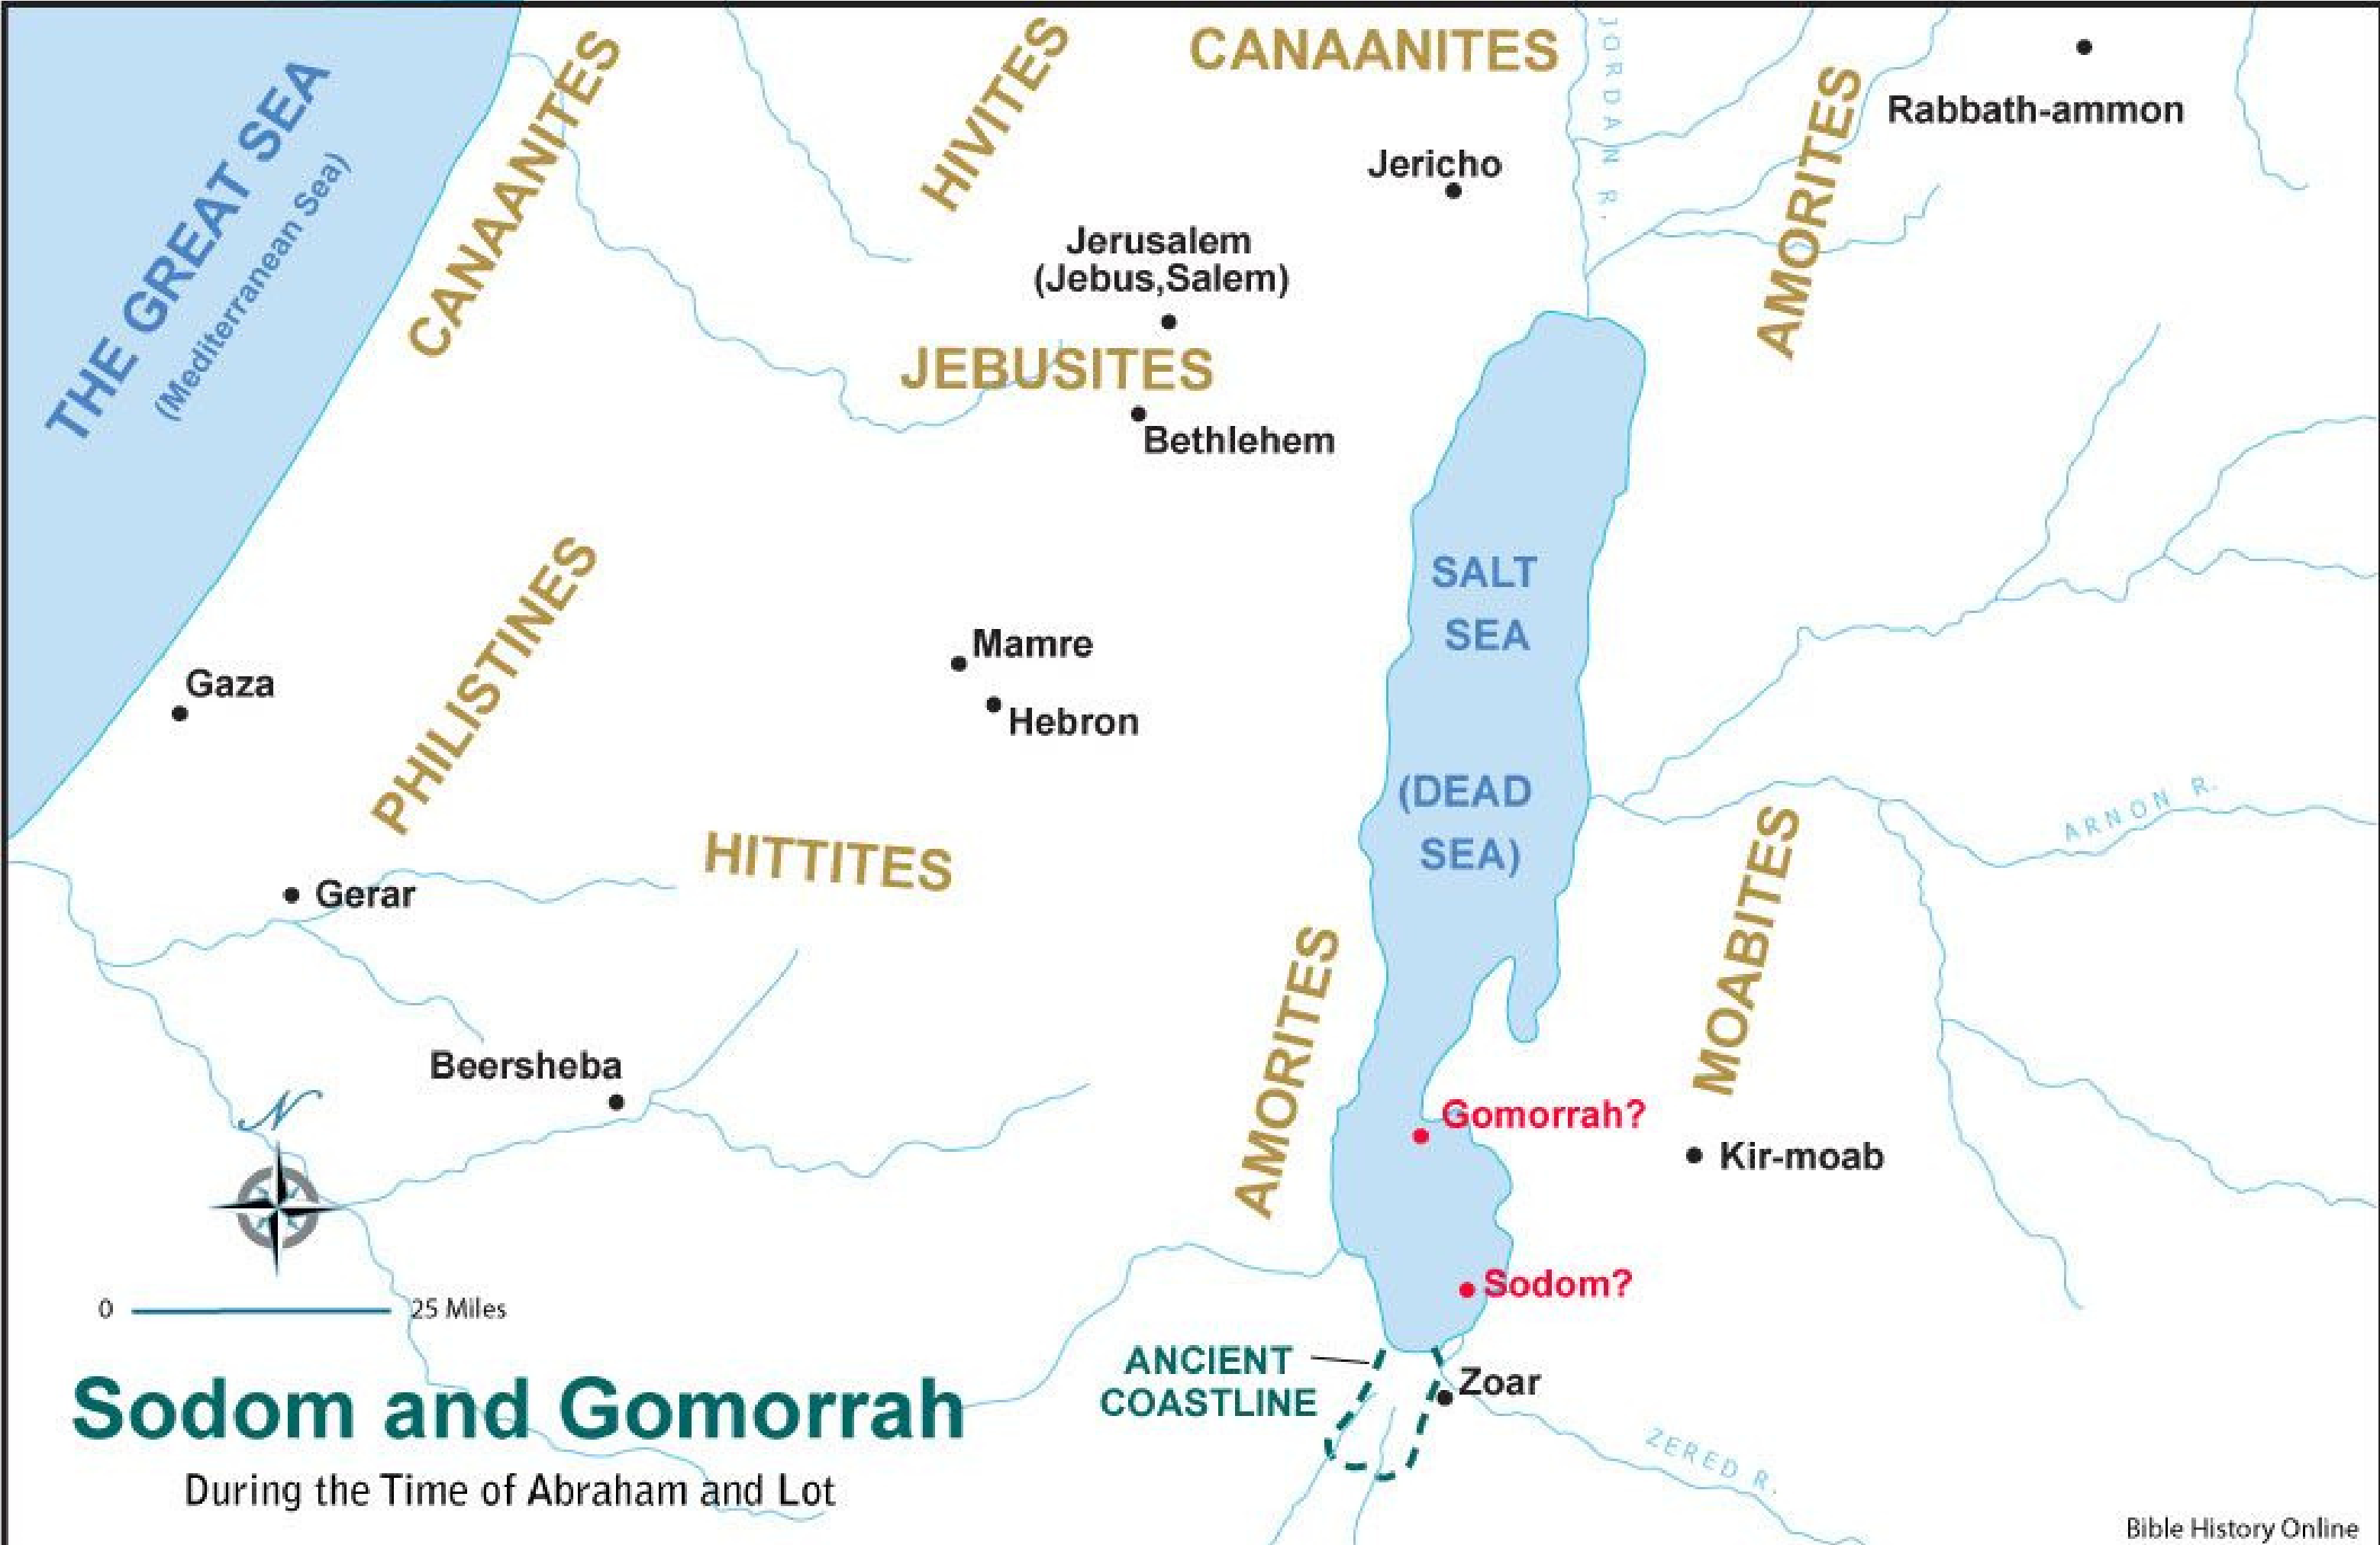 CANAANITES
HIVITES
CANAANITES
JORDAN R.
AMORITES
Rabbath-ammon
THE GREAT SEA
(Mediterranean Sea)
Jericho
Jerusalem
(Jebus,Salem)
JEBUSITES
Bethlehem
SALT
SEA
(DEAD
SEA)
PHILISTINES
Mamre
Hebron
Gaza
HITTITES
Gerar
ARNON R.
MOABITES
AMORITES
Beersheba
N
Gomorrah?
Kir-moab
Sodom?
0 25 Miles
ANCIENT
COASTLINE
Zoar
ZERED R.
Sodom and Gomorrah
During the Time of Abraham and Lot
Bible History Online